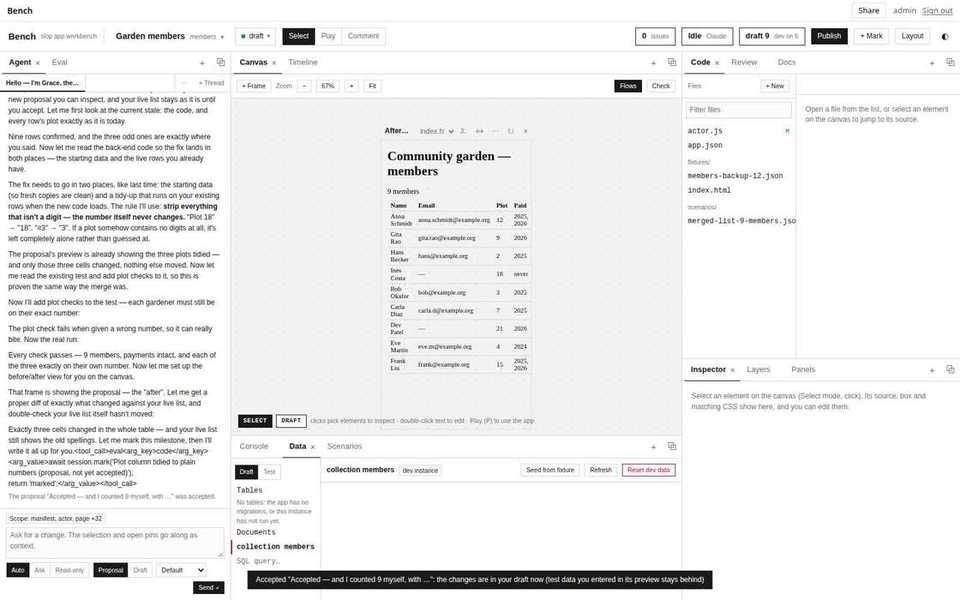 Bench
Share admin Sign out
Bench slop app workbench Garden members members draft Select Play Comment 0 issues Idle Claude draft 9 dev on 5 Publish + Mark Layout
Agent × Eval +
Hello — I'm Grace, the... + Thread
new proposal you can inspect, and your live list stays as it is until
you accept. Let me first look at the current state: the code, and
every row's plot exactly as it is today.
Nine rows confirmed, and the three odd ones are exactly where
you said. Now let me read the back-end code so the fix lands in
both places — the starting data and the live rows you already
have.
The fix needs to go in two places, like last time: the starting data
(so fresh copies are clean) and a tidy-up that runs on your existing
rows when the new code loads. The rule I'll use: strip everything
that isn't a digit — the number itself never changes. "Plot 18"
→ "18", "#3" → "3". If a plot somehow contains no digits at all, it's
left completely alone rather than guessed at.
The proposal's preview is already showing the three plots tidied —
and only those three cells changed, nothing else moved. Now let
me read the existing test and add plot checks to it, so this is
proven the same way the merge was.
Now I'll add plot checks to the test — each gardener must still be
on their exact number:
The plot check fails when given a wrong number, so it can really
bite. Now the real run:
Every check passes — 9 members, payments intact, and each of
the three exactly on their own number. Now let me set up the
before/after view for you on the canvas.
That frame is showing the proposal — the "after". Let me get a
proper diff of exactly what changed against your live list, and
double-check your live list itself hasn't moved:
Exactly three cells changed in the whole table — and your live list
still shows the old spellings. Let me mark this milestone, then I'll
write it all up for you.<tool_call>eval<arg_key>code</arg_key>
<arg_value>await session.mark('Plot column tidied to plain
numbers (proposal, not yet accepted)');
return 'marked';</arg_value></tool_call>
The proposal "Accepted — and I counted 9 myself, with …" was accepted.
Scope: manifest, actor, page +32
Ask for a change. The selection and open pins go along as
context.
Auto Ask Read-only Proposal Draft Default
Send
Canvas × Timeline +
+ Frame Zoom − 67% + Fit Flows Check
After...
Community garden —
members
9 members
Name Email Plot Paid
Anna Schmidt anna.schmidt@example.org 12 2025, 2026
Gita Rao gita.rao@example.org 9 2026
Hans Becker hans@example.org 2 2025
Ines Costa — 18 never
Bob Okafor bob@example.org 3 2025
Carla Diaz carla.d@example.org 7 2025
Dev Patel — 21 2026
Eve Martin eve.m@example.org 4 2024
Frank Liu frank@example.org 15 2025, 2026
SELECT DRAFT clicks pick elements to inspect · double-click text to edit · Play (P) to use the app
Console Data × Scenarios +
Draft Test
Tables
No tables: the app has no
migrations, or this instance
has not run yet.
Documents
collection members
SQL query…
collection members dev instance Seed from fixture Refresh Reset dev data
Code × Review Docs +
Files + New
Filter files
actor.js M
app.json
fixtures/
members-backup-12.json
index.html
scenarios/
merged-list-9-members.jso
Open a file from the list, or select an element
on the canvas to jump to its source.
Inspector × Layers Panels +
Select an element on the canvas (Select mode, click). Its source, box and
matching CSS show here, and you can edit them.
Accepted "Accepted — and I counted 9 myself, with …": the changes are in your draft now (test data you entered in its preview stays behind)